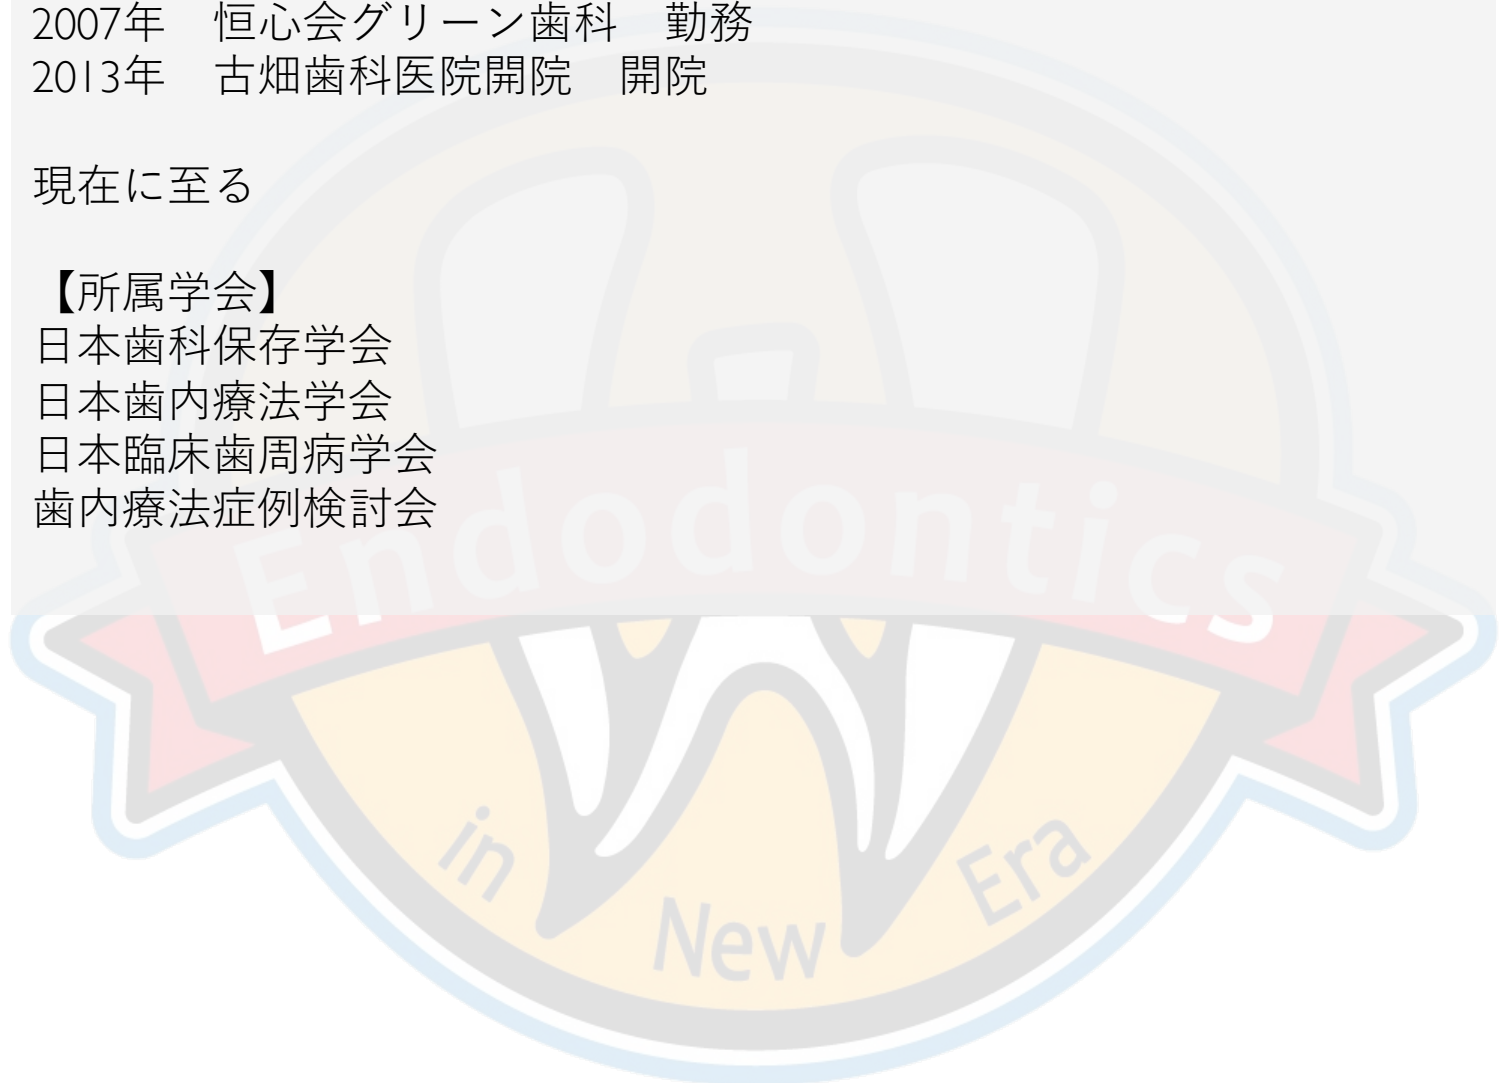 2007年　恒心会グリーン歯科　勤務
2013年　古畑歯科医院開院　開院
現在に至る
【所属学会】
日本歯科保存学会
日本歯内療法学会
日本臨床歯周病学会
歯内療法症例検討会
Endodontics
in New Era